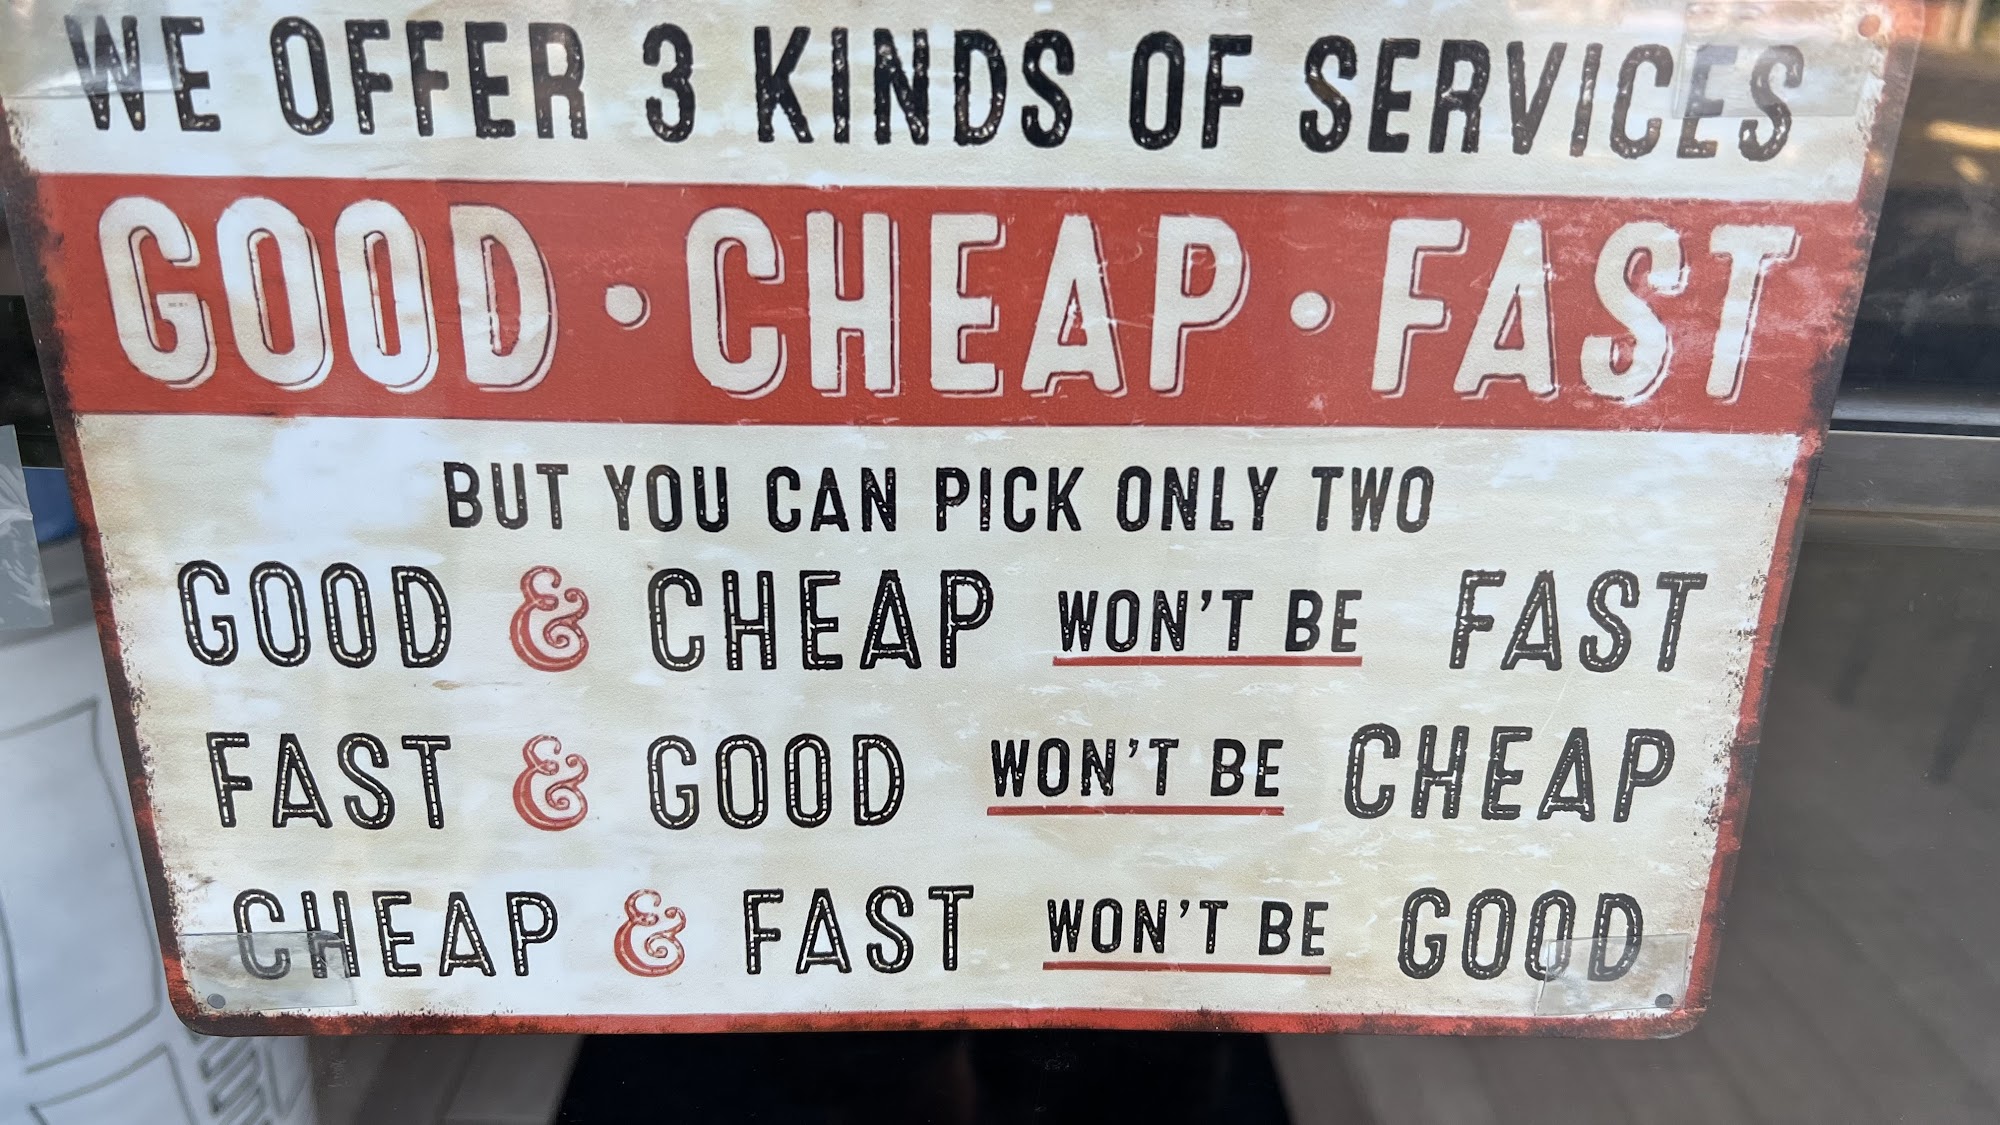 WE OFFER 3 KINDS OF SERVICES
GOOD · CHEAP · FAST
BUT YOU CAN PICK ONLY TWO
GOOD & CHEAP WON'T BE FAST
FAST & GOOD WON'T BE CHEAP
CHEAP & FAST WON'T BE GOOD